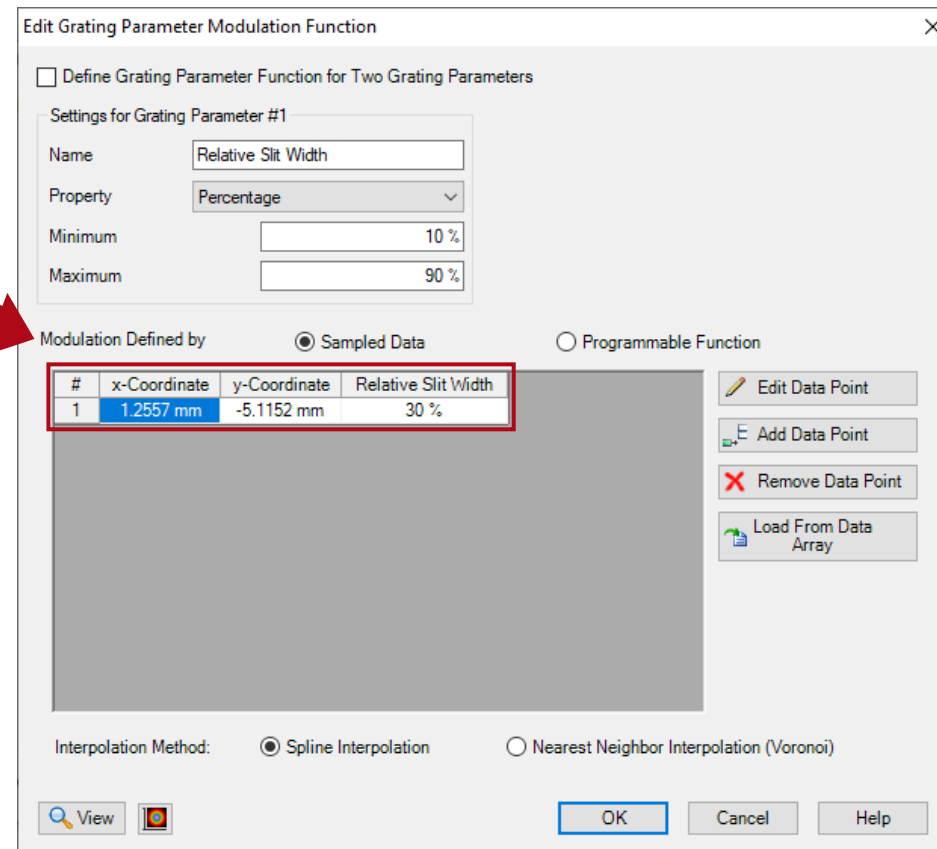 Edit Grating Parameter Modulation Function
Define Grating Parameter Function for Two Grating Parameters
Settings for Grating Parameter #1
Name Relative Slit Width
Property Percentage
Minimum 10 %
Maximum 90 %
Modulation Defined by Sampled Data Programmable Function
# x-Coordinate y-Coordinate Relative Slit Width
1 1.2557 mm -5.1152 mm 30 %
Edit Data Point
Add Data Point
Remove Data Point
Load From Data
Array
Interpolation Method: Spline Interpolation Nearest Neighbor Interpolation (Voronoi)
View OK Cancel Help